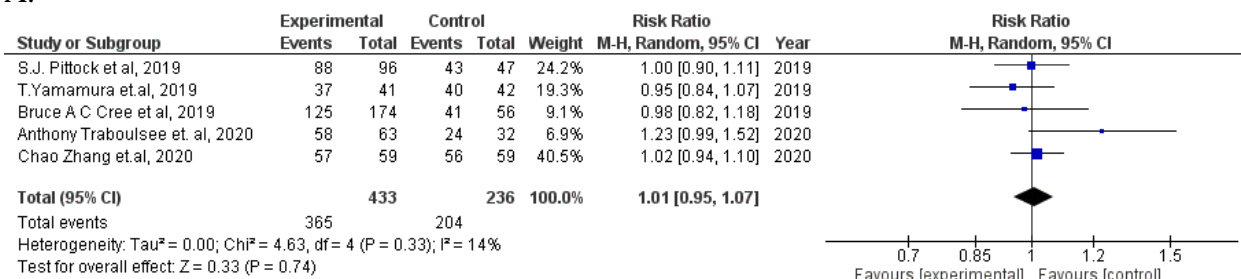 Experimental Control Risk Ratio Risk Ratio
Study or Subgroup Events Total Events Total Weight M-H, Random, 95% CI Year M-H, Random, 95% CI
S.J. Pittock et al, 2019 88 96 43 47 24.2% 1.00 [0.90, 1.11] 2019
T.Yamamura et.al, 2019 37 41 40 42 19.3% 0.95 [0.84, 1.07] 2019
Bruce A C Cree et al, 2019 125 174 41 56 9.1% 0.98 [0.82, 1.18] 2019
Anthony Traboulsee et. al, 2020 58 63 24 32 6.9% 1.23 [0.99, 1.52] 2020
Chao Zhang et.al, 2020 57 59 56 59 40.5% 1.02 [0.94, 1.10] 2020
Total (95% CI) 433 236 100.0% 1.01 [0.95, 1.07]
Total events 365 204
Heterogeneity: Tau² = 0.00; Chi² = 4.63, df = 4 (P = 0.33); I² = 14%
Test for overall effect: Z = 0.33 (P = 0.74)
0.7 0.85 1 1.2 1.5
Favours [experimental] Favours [control]